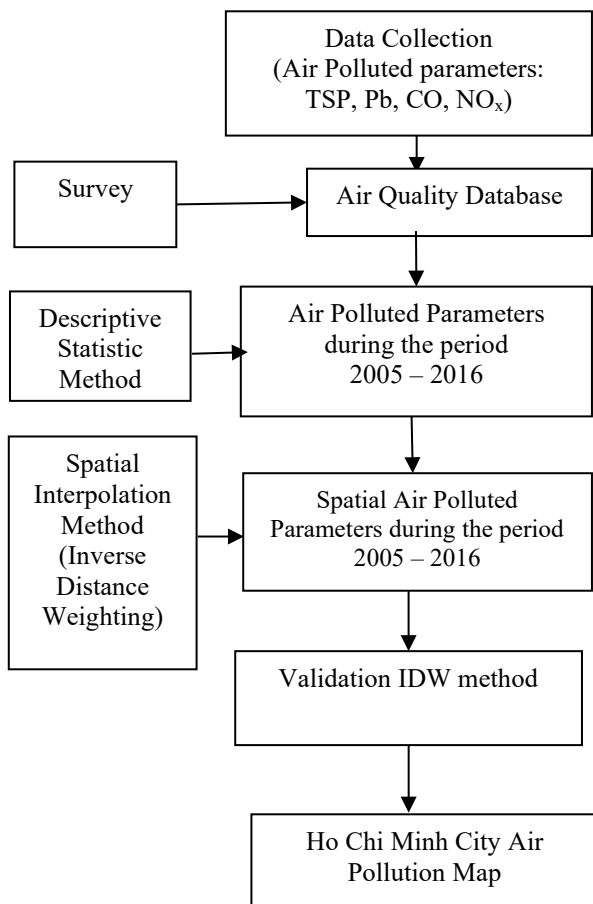 Data Collection
(Air Polluted parameters:
TSP, Pb, CO, NOₓ)
Survey
Air Quality Database
Descriptive
Statistic
Method
Air Polluted Parameters
during the period
2005 – 2016
Spatial
Interpolation
Method
(Inverse
Distance
Weighting)
Spatial Air Polluted
Parameters during the period
2005 – 2016
Validation IDW method
Ho Chi Minh City Air
Pollution Map